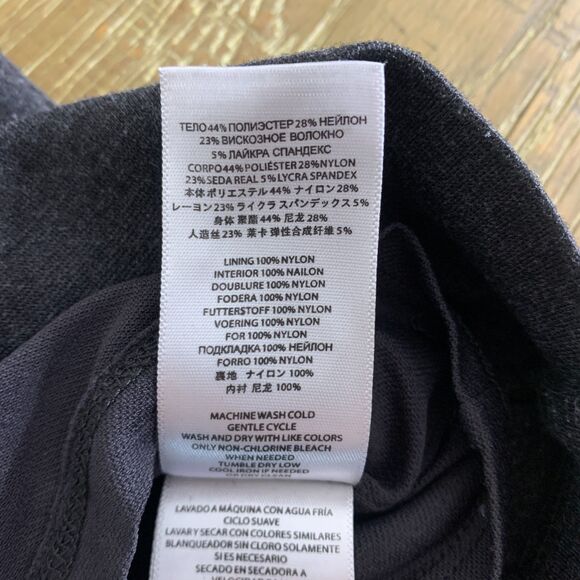 ТЕЛО 44% ПОЛИЭСТЕР 28% НЕЙЛОН
23% ВИСКОЗНОЕ ВОЛОКНО
5% ЛАЙКРА СПАНДЕКС
CORPO 44% POLIÉSTER 28%NYLON
23%SEDA REAL 5%LYCRA SPANDEX
本体 ポリエステル 44% ナイロン 28%
レーヨン 23% ライクラ スパンデックス 5%
身体 聚酯 44% 尼龙 28%
人造丝 23% 莱卡 弹性合成纤维 5%
LINING 100% NYLON
INTERIOR 100% NAILON
DOUBLURE 100% NYLON
FODERA 100% NYLON
FUTTERSTOFF 100% NYLON
VOERING 100% NYLON
FOR 100% NYLON
ПОДКЛАДКА 100% НЕЙЛОН
FORRO 100% NYLON
裏地 ナイロン 100%
内衬 尼龙 100%
MACHINE WASH COLD
GENTLE CYCLE
WASH AND DRY WITH LIKE COLORS
ONLY NON-CHLORINE BLEACH
WHEN NEEDED
TUMBLE DRY LOW
COOL IRON IF NEEDED
OR DRY CLEAN
LAVADO A MÁQUINA CON AGUA FRÍA
CICLO SUAVE
LAVAR Y SECAR CON COLORES SIMILARES
BLANQUEADOR SIN CLORO SOLAMENTE
SI ES NECESARIO
SECADO EN SECADORA A